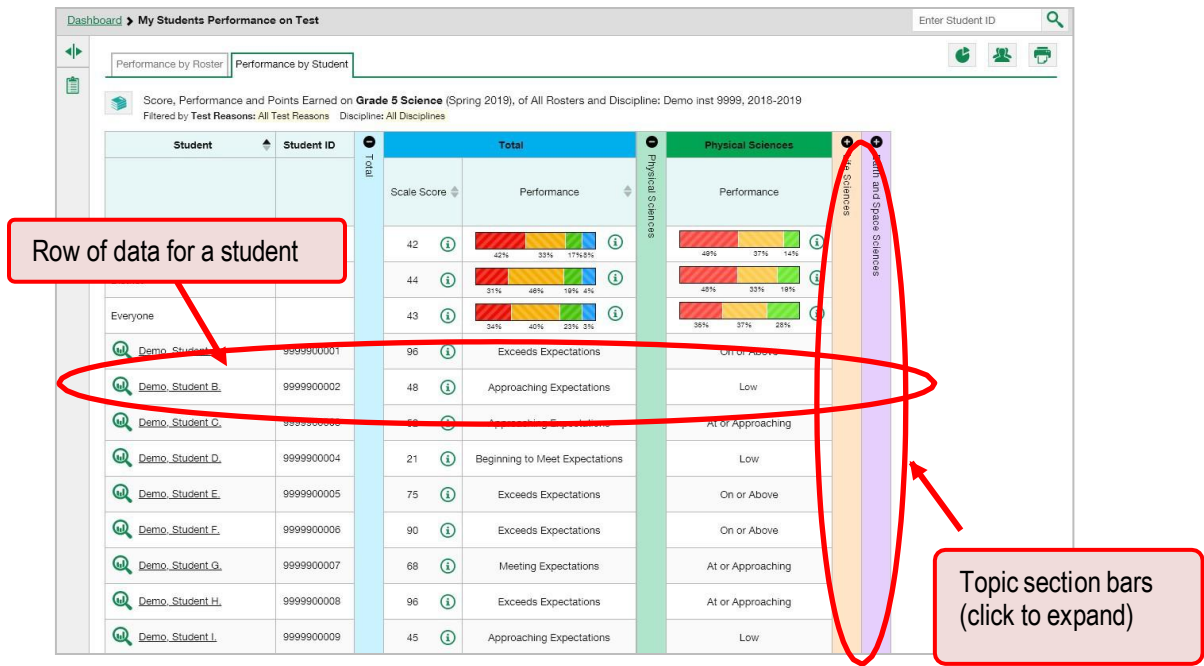 Dashboard > My Students Performance on Test
Enter Student ID
Performance by Roster
Performance by Student
Score, Performance and Points Earned on Grade 5 Science (Spring 2019), of All Rosters and Discipline: Demo inst 9999, 2018-2019
Filtered by Test Reasons: All Test Reasons Discipline: All Disciplines
Student Student ID Total Physical Sciences
Total
Physical Sciences
Sciences
and Space Sciences
Scale Score Performance Performance
Row of data for a student
42 42% 33% 17% 8% 49% 37% 14%
44 31% 46% 19% 4% 48% 33% 19%
Everyone 43 34% 40% 23% 3% 36% 37% 28%
Demo, Student 9999900001 96 Exceeds Expectations On or Above
Demo, Student B. 9999900002 48 Approaching Expectations Low
Demo, Student C. Approaching Expectations At or Approaching
Demo, Student D. 9999900004 21 Beginning to Meet Expectations Low
Demo, Student E. 9999900005 75 Exceeds Expectations On or Above
Demo, Student F. 9999900006 90 Exceeds Expectations On or Above
Demo, Student G. 9999900007 68 Meeting Expectations At or Approaching
Demo, Student H. 9999900008 96 Exceeds Expectations At or Approaching
Demo, Student I. 9999900009 45 Approaching Expectations Low
Topic section bars
(click to expand)